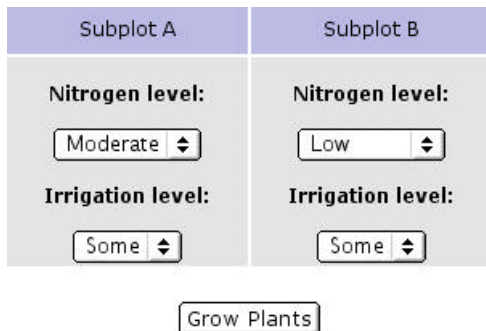 Subplot A Subplot B
Nitrogen level: Nitrogen level:
Moderate Low
Irrigation level: Irrigation level:
Some Some
Grow Plants